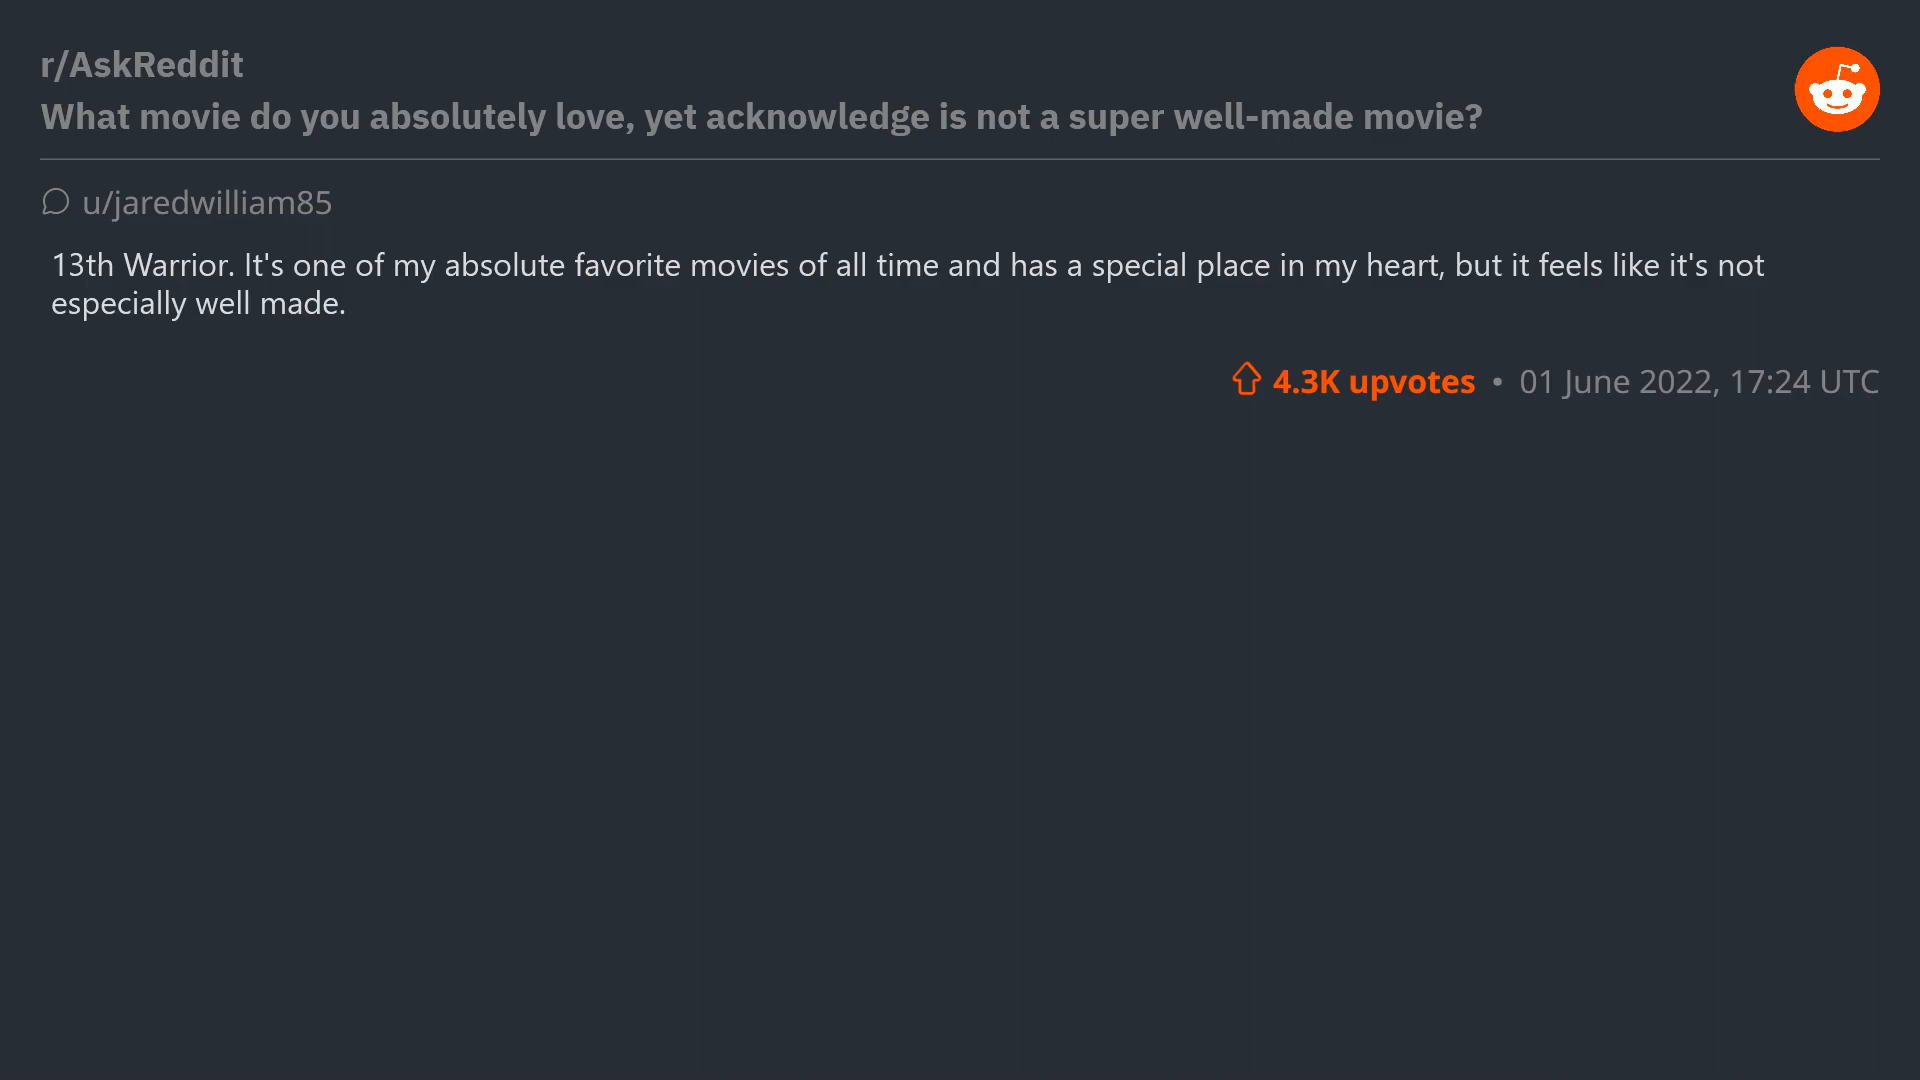 r/AskReddit
What movie do you absolutely love, yet acknowledge is not a super well-made movie?
u/jaredwilliam85
13th Warrior. It's one of my absolute favorite movies of all time and has a special place in my heart, but it feels like it's not
especially well made.
4.3K upvotes • 01 June 2022, 17:24 UTC